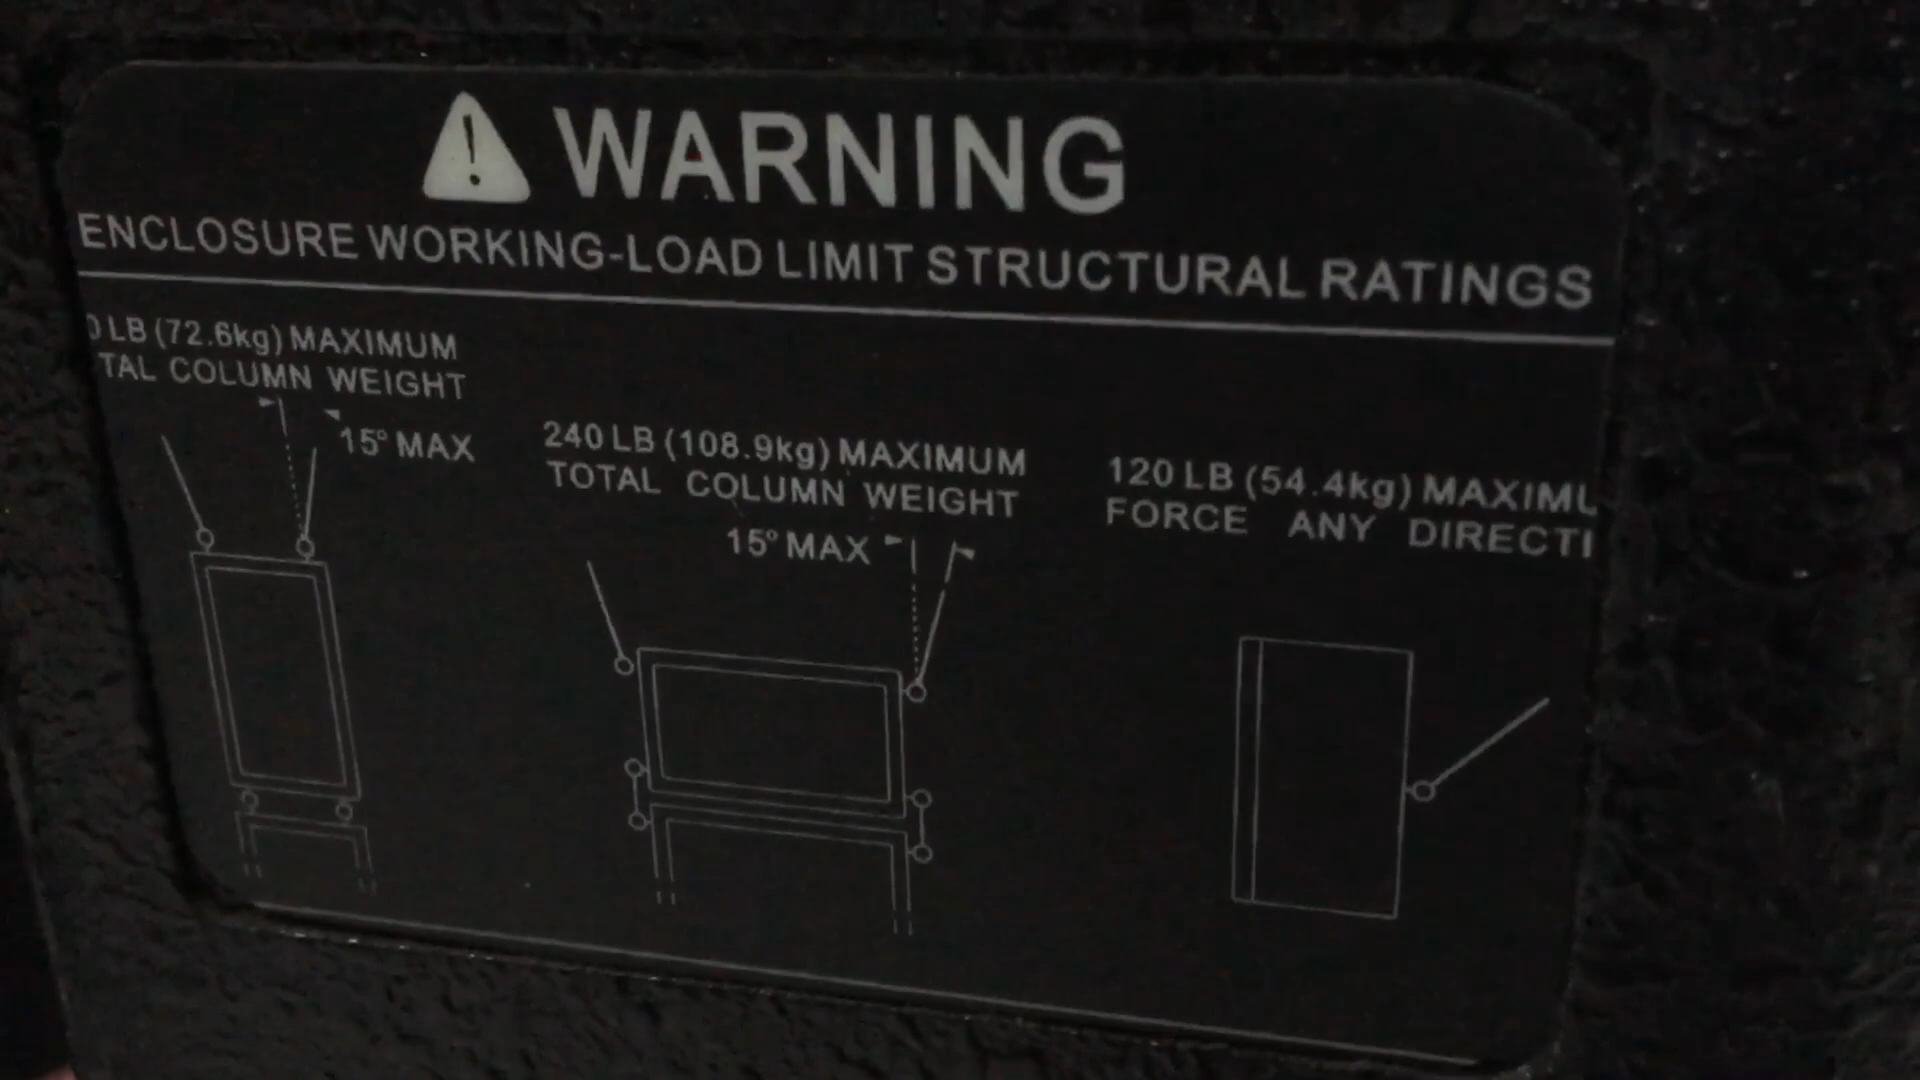 WARNING
ENCLOSURE WORKING-LOAD LIMIT STRUCTURAL RATINGS
0 LB (72.6kg) MAXIMUM
TAL COLUMN WEIGHT
15° MAX
240 LB (108.9kg) MAXIMUM
TOTAL COLUMN WEIGHT
15° MAX
120 LB (54.4kg) MAXIMU
FORCE ANY DIRECTI